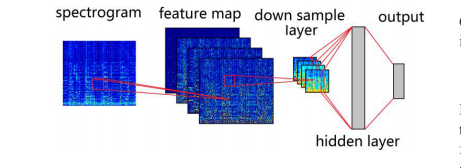 spectrogram feature map down sample output
layer
hidden layer